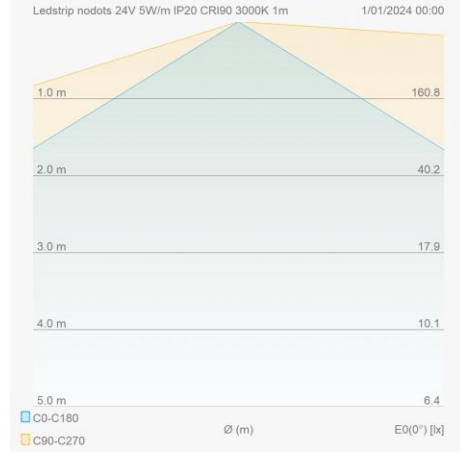 Ledstrip nodots 24V 5W/m IP20 CRI90 3000K 1m 1/01/2024 00:00
1.0 m 160.8
2.0 m 40.2
3.0 m 17.9
4.0 m 10.1
5.0 m 6.4
C0-C180
Ø (m) E0(0°) [lx]
C90-C270